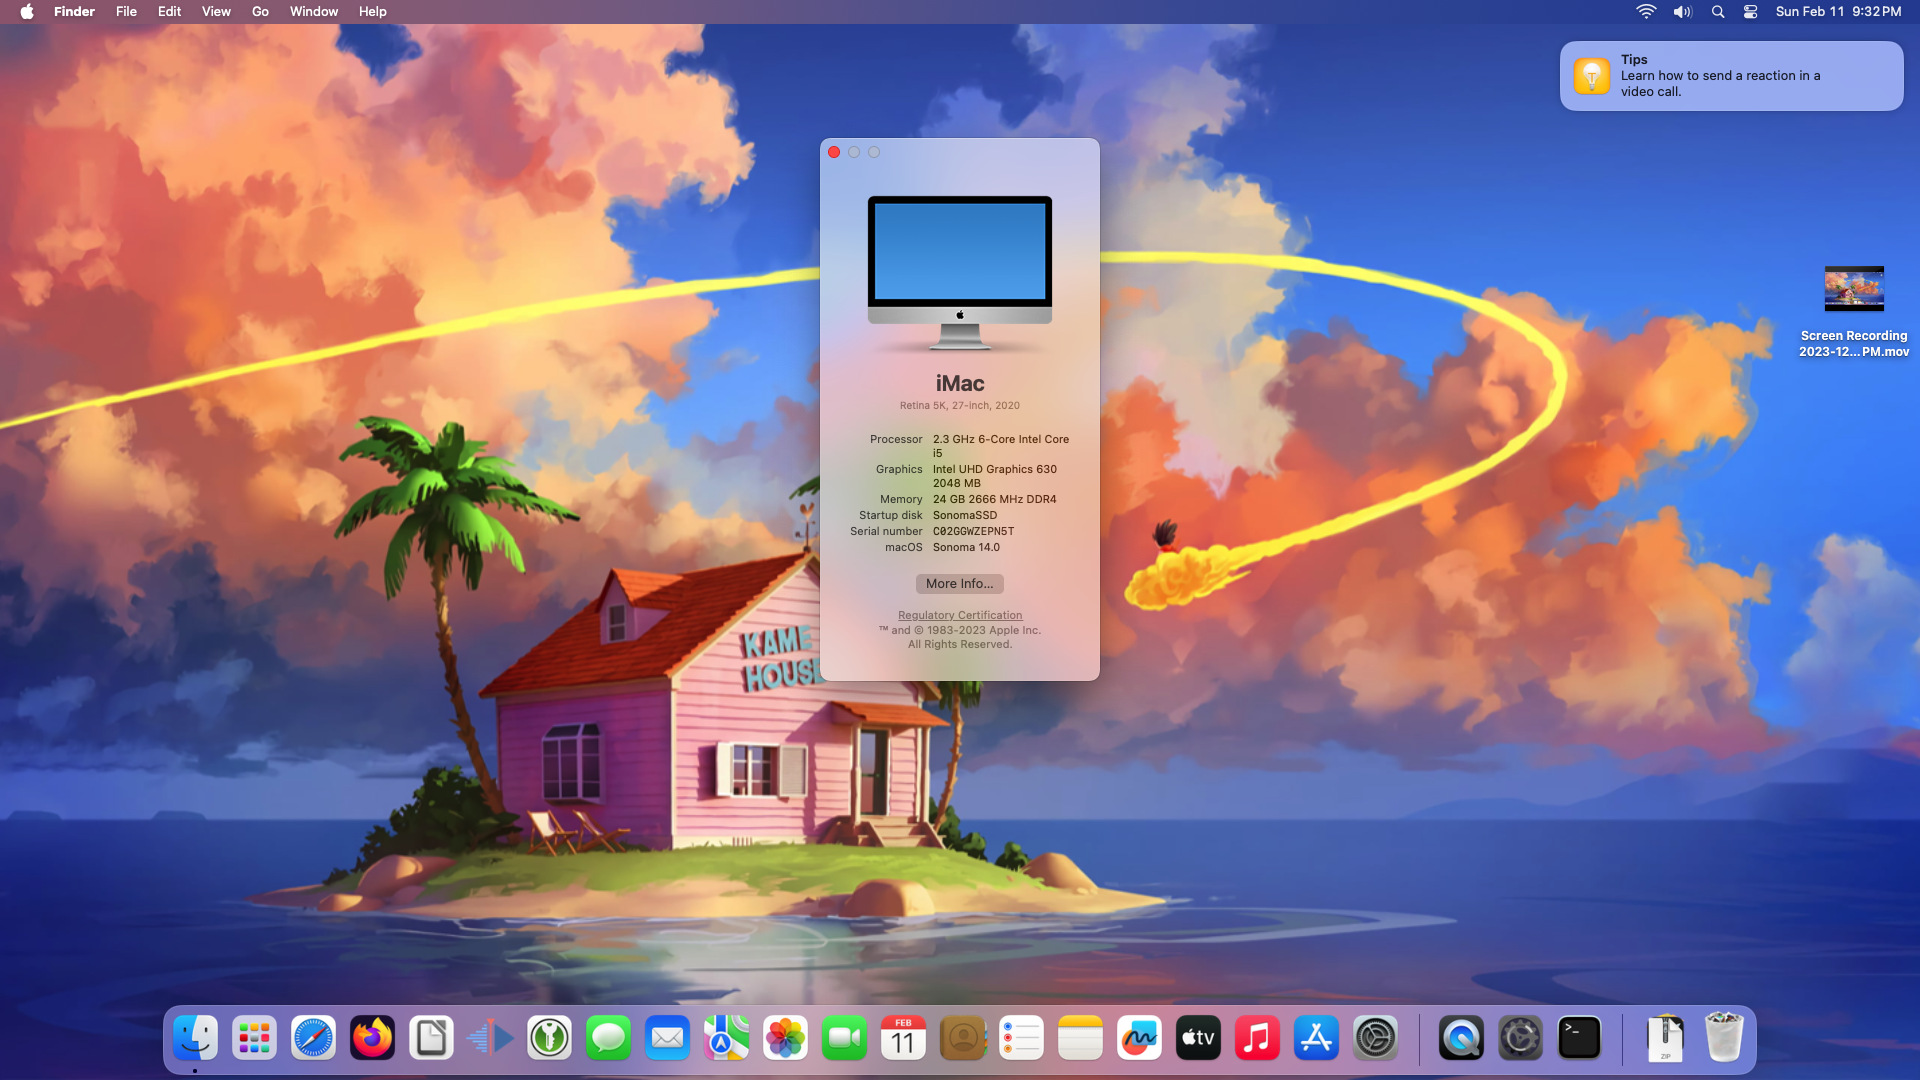 Finder File Edit View Go Window Help
Sun Feb 11 9:32 PM
Tips
Learn how to send a reaction in a
video call.
Screen Recording
2023-12...PM.mov
iMac
Retina 5K, 27-inch, 2020
Processor 2.3 GHz 6-Core Intel Core
i5
Graphics Intel UHD Graphics 630
2048 MB
Memory 24 GB 2666 MHz DDR4
Startup disk SonomaSSD
Serial number C02GGWZEPN5T
macOS Sonoma 14.0
More Info...
Regulatory Certification
™ and © 1983-2023 Apple Inc.
All Rights Reserved.
KAME
HOUSE
FEB
11
tv
>_
ZIP